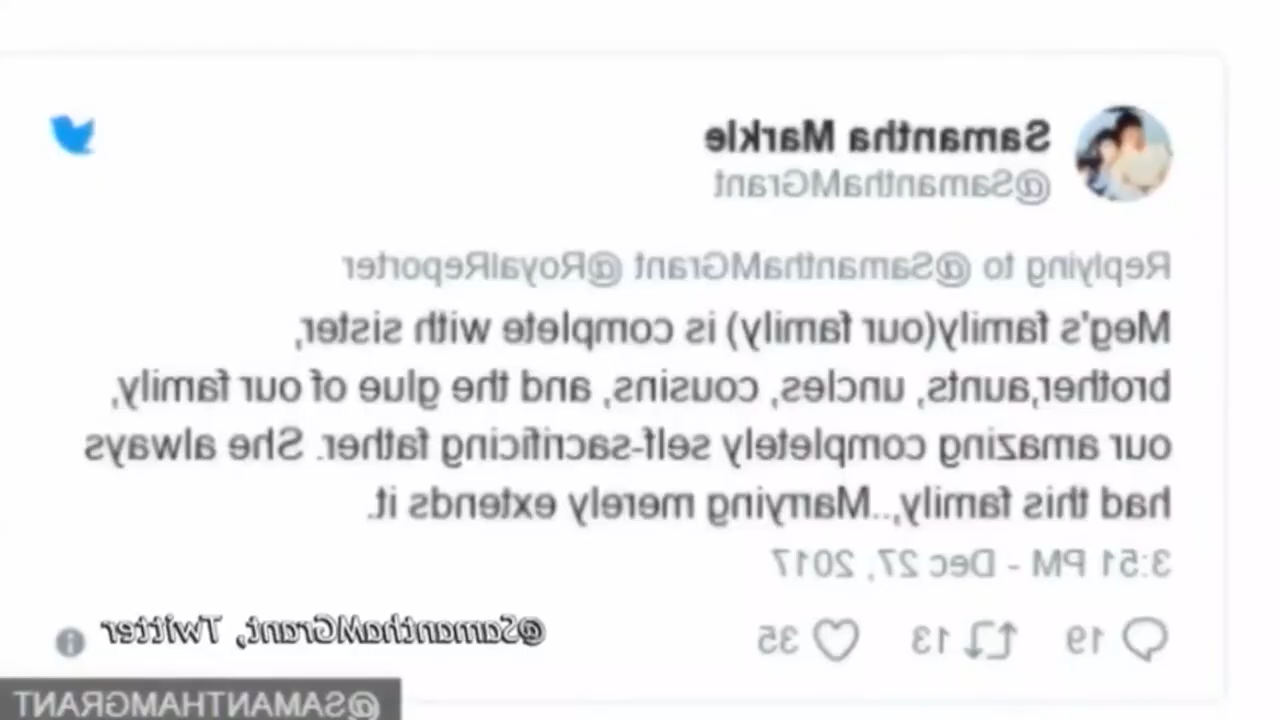 Samantha Markle
@SamanthaMGrant
Replying to @SamanthaMGrant @RoyalReporter
Meg's family(our family) is complete with sister,
brother,aunts, uncles, cousins, and the glue of our family,
our amazing completely self-sacrificing father. She always
had this family,..Marrying merely extends it.
3:51 PM - Dec 27, 2017
19 13 35
@SamanthaMGrant, Twitter
@SAMANTHAMGRANT